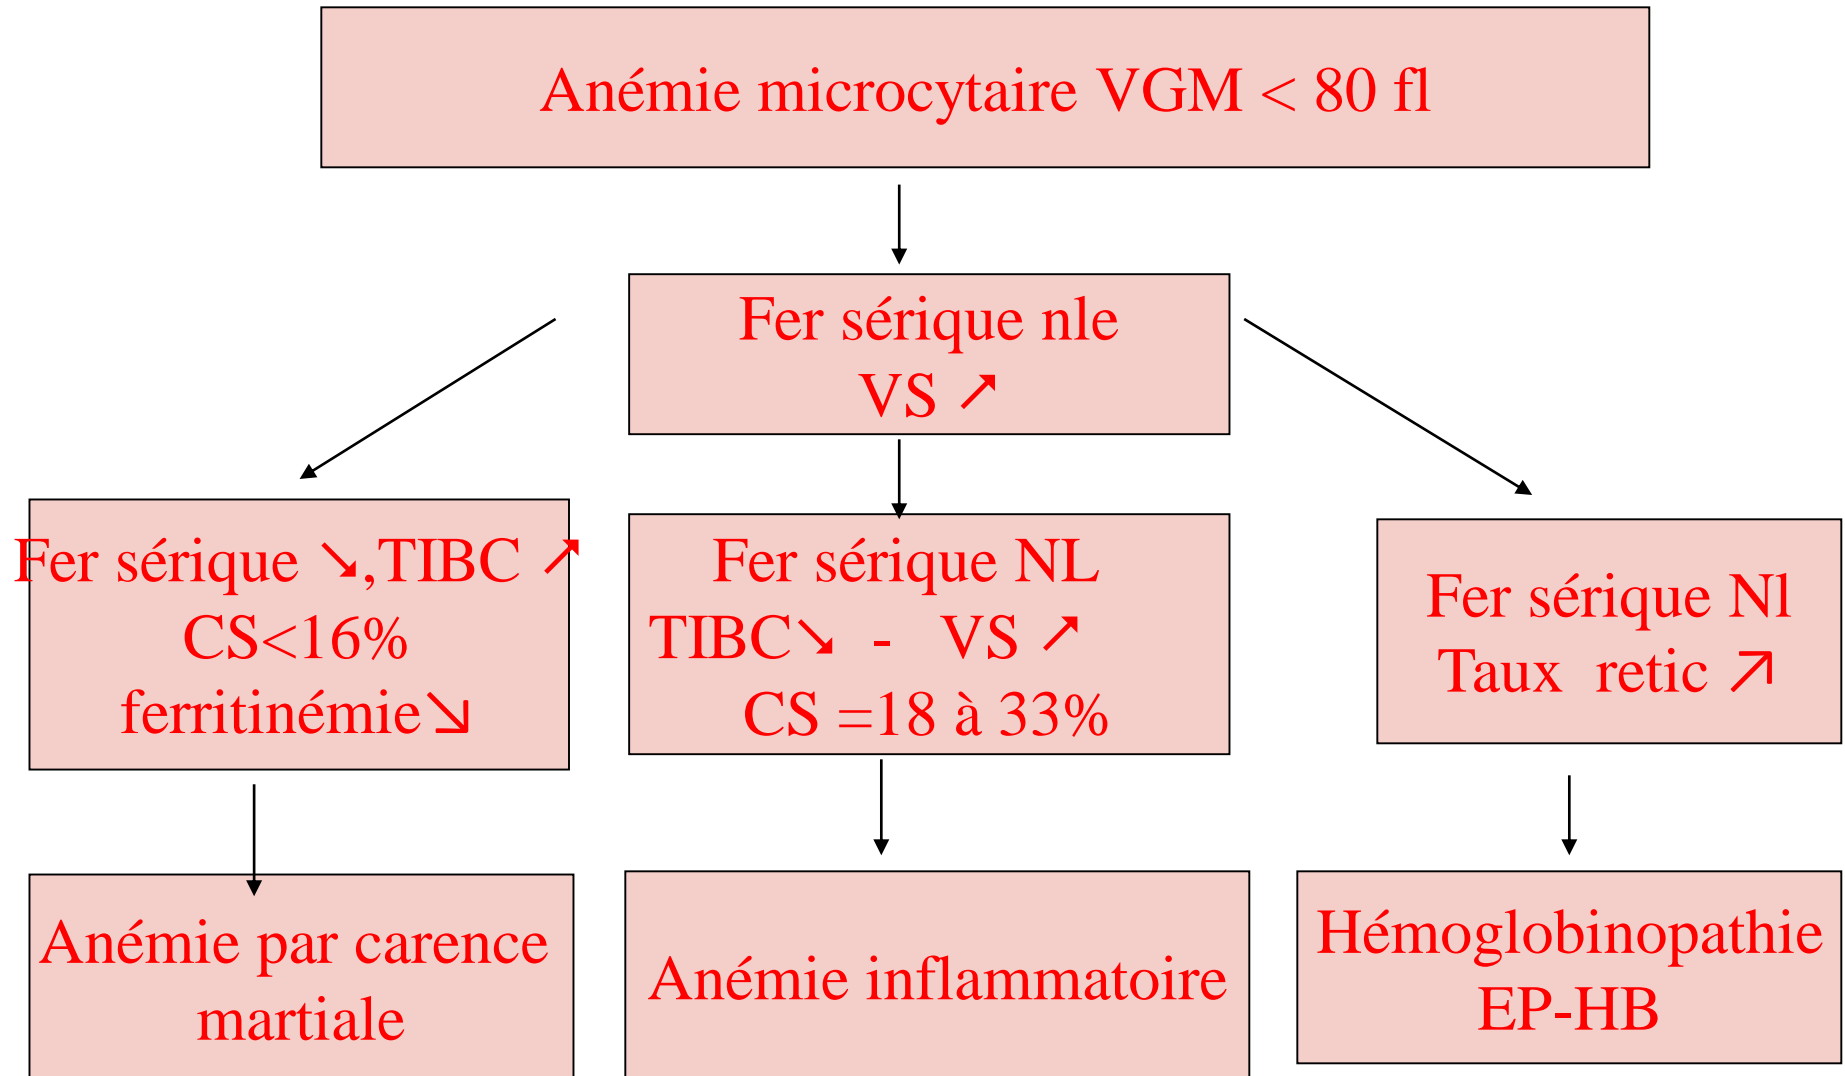 Anémie microcytaire VGM < 80 fl
Fer sérique nle
VS ↗
Fer sérique ↘,TIBC ↗
CS<16%
ferritinémie↘
Fer sérique NL
TIBC↘ - VS ↗
CS =18 à 33%
Fer sérique Nl
Taux retic ↗
Anémie par carence
martiale
Anémie inflammatoire
Hémoglobinopathie
EP-HB